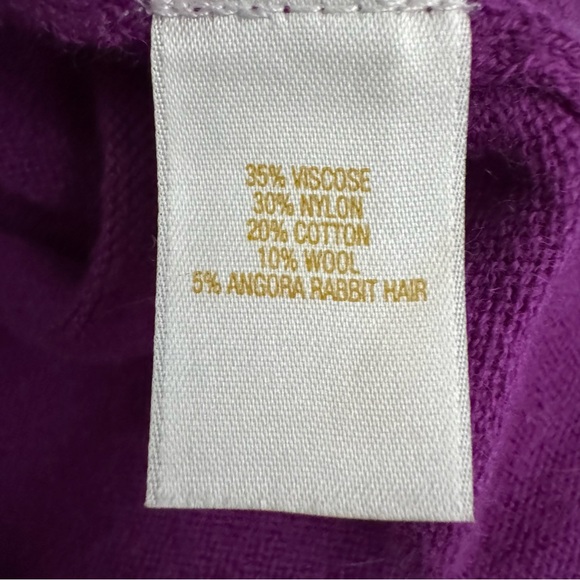 35% VISCOSE
30% NYLON
20% COTTON
10% WOOL
5% ANGORA RABBIT HAIR